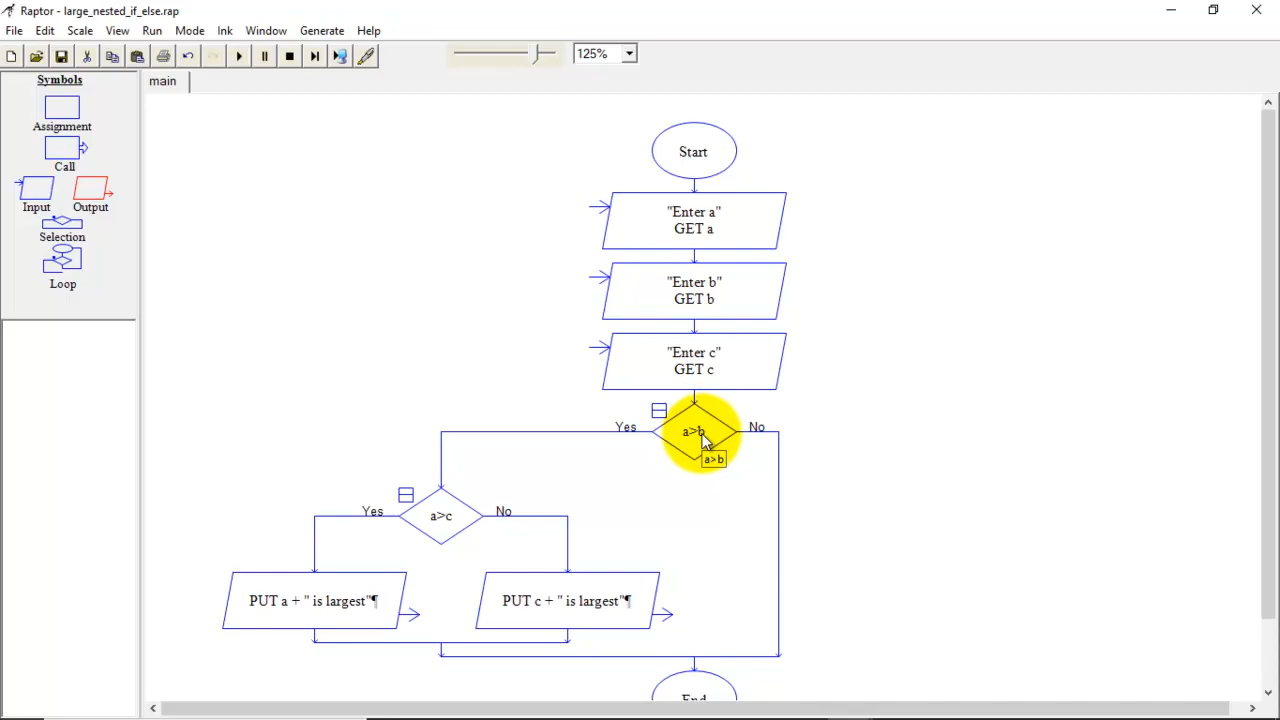 Raptor - large_nested_if_else.rap
File Edit Scale View Run Mode Ink Window Generate Help
125%
Symbols
main
Assignment
Call
Input Output
Selection
Loop
Start
"Enter a"
GET a
"Enter b"
GET b
"Enter c"
GET c
Yes a>b No
a>b
Yes a>c No
PUT a + " is largest"¶ PUT c + " is largest"¶
End